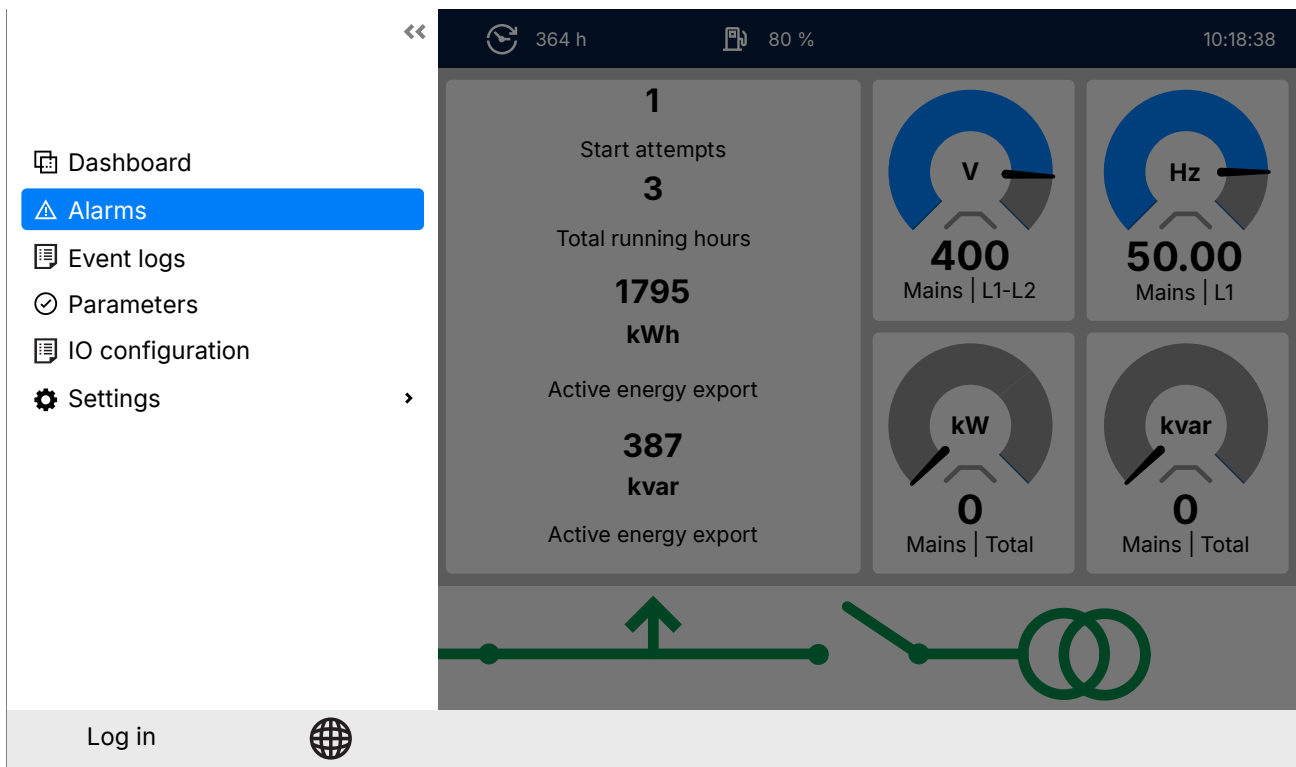 364 h
80 %
10:18:38
Dashboard
Alarms
Event logs
Parameters
IO configuration
Settings
1
Start attempts
3
Total running hours
1795
kWh
Active energy export
387
kvar
Active energy export
V
400
Mains | L1-L2
Hz
50.00
Mains | L1
kW
0
Mains | Total
kvar
0
Mains | Total
Log in